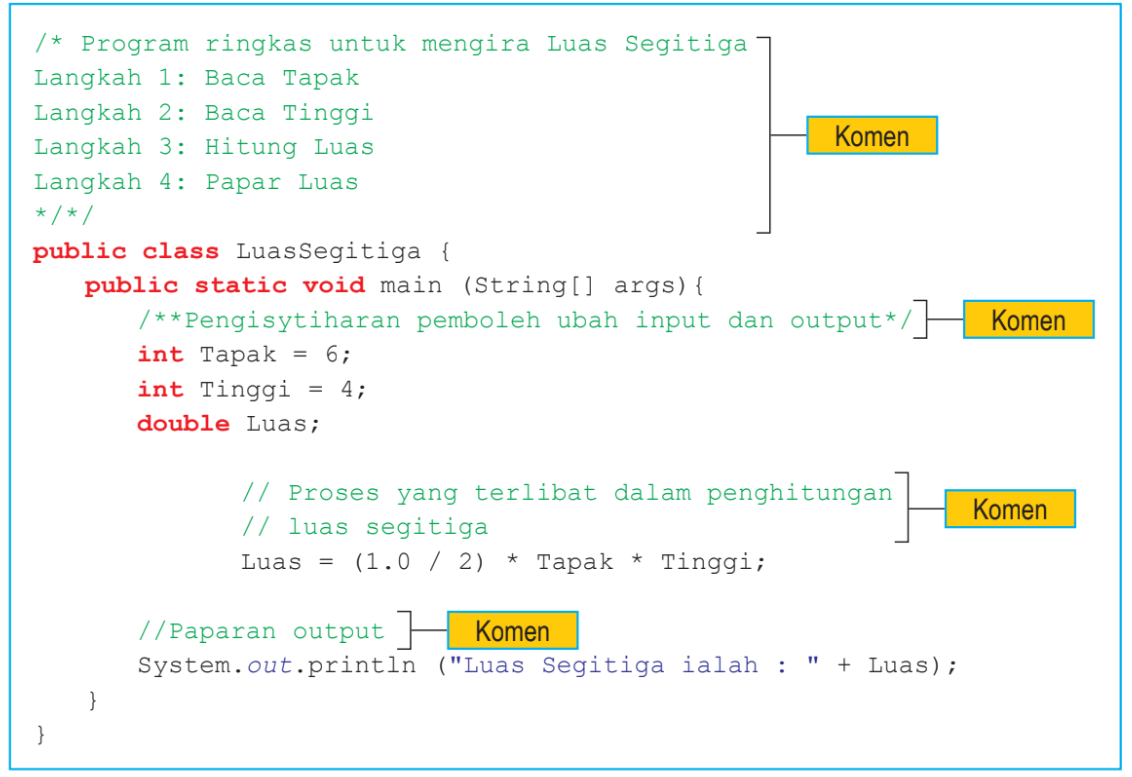 /* Program ringkas untuk mengira Luas Segitiga
Langkah 1: Baca Tapak
Langkah 2: Baca Tinggi
Langkah 3: Hitung Luas
Langkah 4: Papar Luas
*/*/
Komen
public class LuasSegitiga {
public static void main (String[] args){
/**Pengisytiharan pemboleh ubah input dan output*/ Komen
int Tapak = 6;
int Tinggi = 4;
double Luas;
// Proses yang terlibat dalam penghitungan
// luas segitiga
Komen
Luas = (1.0 / 2) * Tapak * Tinggi;
//Paparan output Komen
System.out.println ("Luas Segitiga ialah : " + Luas);
}
}